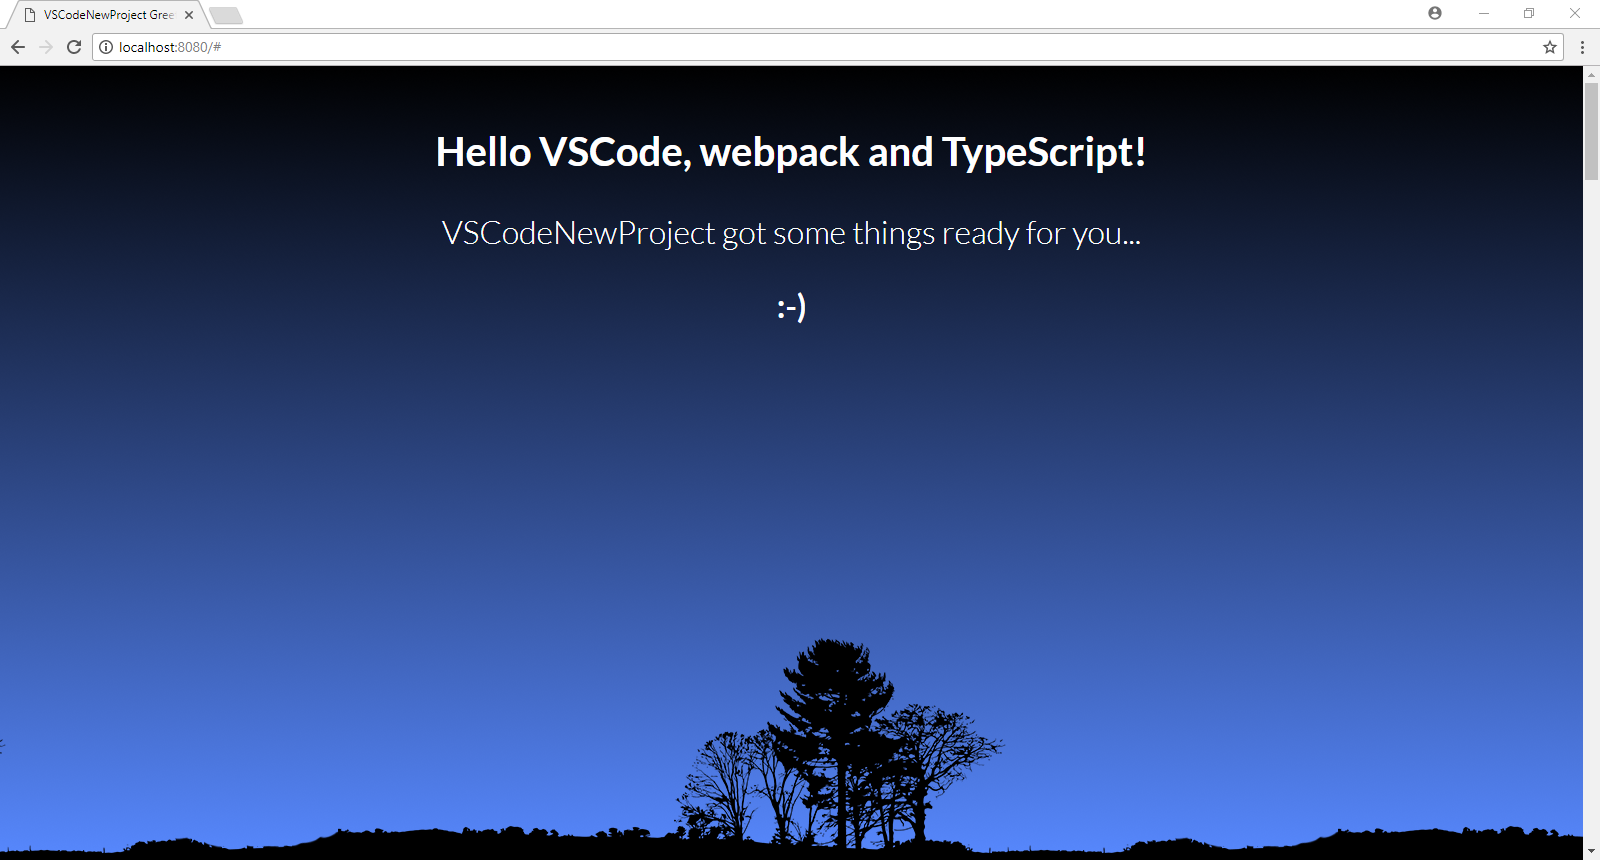 VSCodeNewProject Gree
localhost:8080/#
Hello VSCode, webpack and TypeScript!
VSCodeNewProject got some things ready for you...
:-)